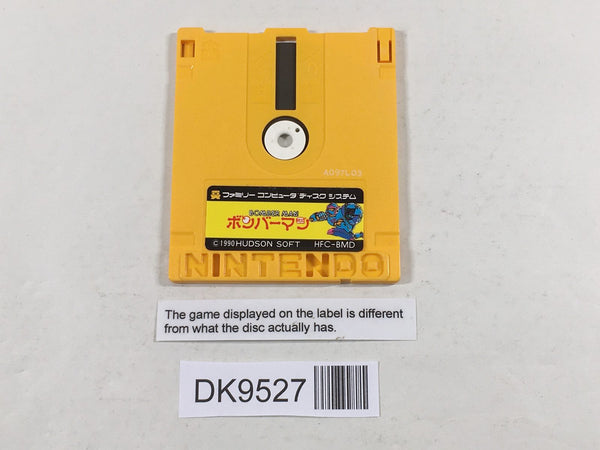 A097L03
ファミリー コンピュータ ディスク システム
BOMBER MAN
ボンバーマン
© 1990 HUDSON SOFT HFC-BMD
NINTENDO
The game displayed on the label is different
from what the disc actually has.
DK9527